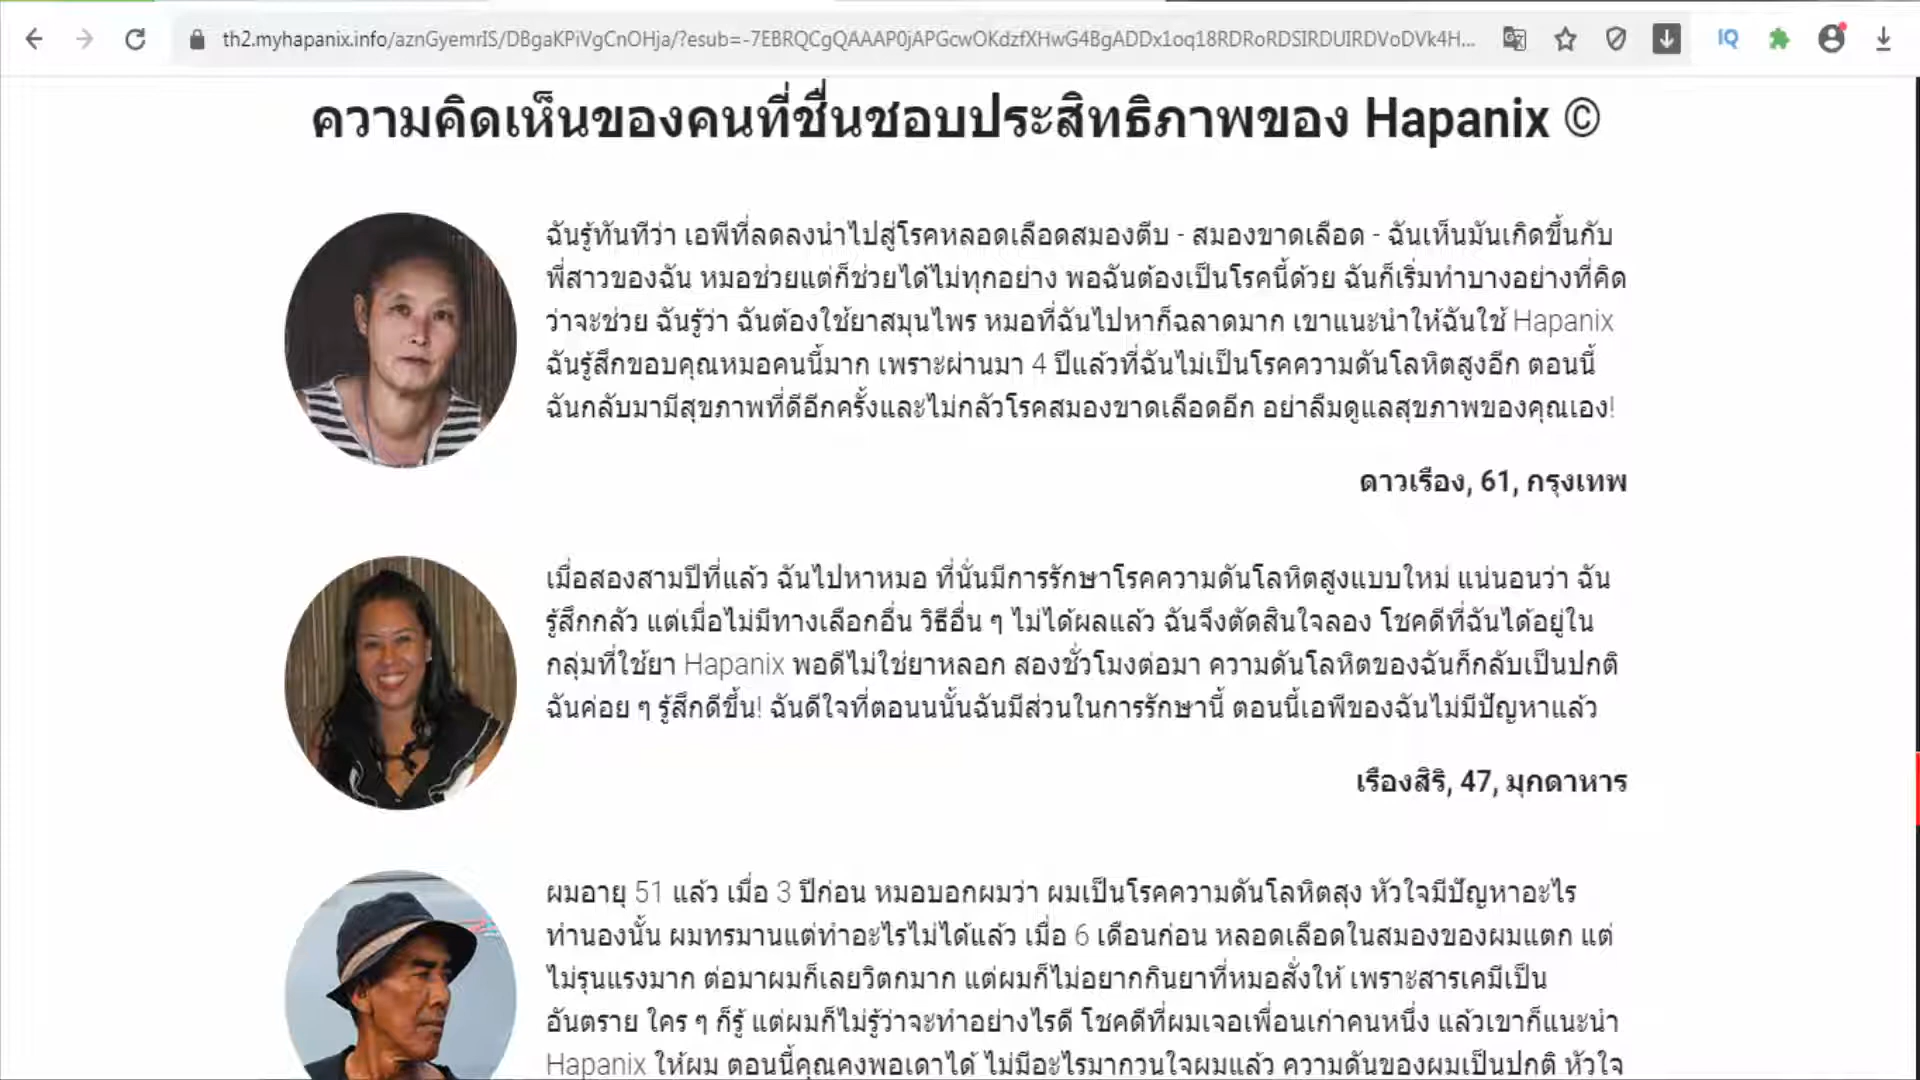 th2.myhapanix.info/aznGyemrIS/DBgaKPiVgCnOHja/?esub=-7EBRQCgQAAAP0jAPGcwOKdzfXHwG4BgADDx1oq18RDRoRDSIRDUIRDVoDVk4H...
IQ
ความคิดเห็นของคนที่ชื่นชอบประสิทธิภาพของ Hapanix ©
ฉันรู้ทันทีว่า เอพีที่ลดลงนำไปสู่โรคหลอดเลือดสมองตีบ - สมองขาดเลือด - ฉันเห็นมันเกิดขึ้นกับ
พี่สาวของฉัน หมอช่วยแต่ก็ช่วยได้ไม่ทุกอย่าง พอฉันต้องเป็นโรคนี้ด้วย ฉันก็เริ่มทำบางอย่างที่คิด
ว่าจะช่วย ฉันรู้ว่า ฉันต้องใช้ยาสมุนไพร หมอที่ฉันไปหาก็ฉลาดมาก เขาแนะนำให้ฉันใช้ Hapanix
ฉันรู้สึกขอบคุณหมอคนนี้มาก เพราะผ่านมา 4 ปีแล้วที่ฉันไม่เป็นโรคความดันโลหิตสูงอีก ตอนนี้
ฉันกลับมามีสุขภาพที่ดีอีกครั้งและไม่กลัวโรคสมองขาดเลือดอีก อย่าลืมดูแลสุขภาพของคุณเอง!
ดาวเรือง, 61, กรุงเทพ
เมื่อสองสามปีที่แล้ว ฉันไปหาหมอ ที่นั่นมีการรักษาโรคความดันโลหิตสูงแบบใหม่ แน่นอนว่า ฉัน
รู้สึกกลัว แต่เมื่อไม่มีทางเลือกอื่น วิธีอื่น ๆ ไม่ได้ผลแล้ว ฉันจึงตัดสินใจลอง โชคดีที่ฉันได้อยู่ใน
กลุ่มที่ใช้ยา Hapanix พอดีไม่ใช่ยาหลอก สองชั่วโมงต่อมา ความดันโลหิตของฉันก็กลับเป็นปกติ
ฉันค่อย ๆ รู้สึกดีขึ้น! ฉันดีใจที่ตอนนนั้นฉันมีส่วนในการรักษานี้ ตอนนี้เอพีของฉันไม่มีปัญหาแล้ว
เรืองสิริ, 47, มุกดาหาร
ผมอายุ 51 แล้ว เมื่อ 3 ปีก่อน หมอบอกผมว่า ผมเป็นโรคความดันโลหิตสุง หัวใจมีปัญหาอะไร
ทำนองนั้น ผมทรมานแต่ทำอะไรไม่ได้แล้ว เมื่อ 6 เดือนก่อน หลอดเลือดในสมองของผมแตก แต่
ไม่รุนแรงมาก ต่อมาผมก็เลยวิตกมาก แต่ผมก็ไม่อยากกินยาที่หมอสั่งให้ เพราะสารเคมีเป็น
อันตราย ใคร ๆ ก็รู้ แต่ผมก็ไม่รู้ว่าจะทำอย่างไรดี โชคดีที่ผมเจอเพื่อนเก่าคนหนึ่ง แล้วเขาก็แนะนำ
Hapanix ให้ผม ตอนนี้คุณคงพอเดาได้ ไม่มีอะไรมากวนใจผมแล้ว ความดันของผมเป็นปกติ หัวใจ